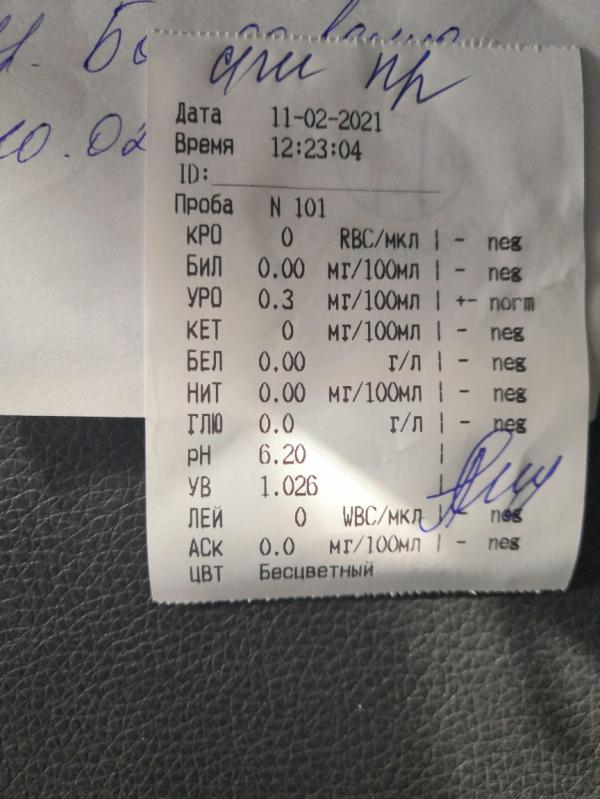 10.02
Дата 11-02-2021
Время 12:23:04
ID:
Проба N 101
КРО 0 RBC/мкл | - neg
БИЛ 0.00 мг/100мл | - neg
УРО 0.3 мг/100мл | +- norm
КЕТ 0 мг/100мл | - neg
БЕЛ 0.00 г/л | - neg
НИТ 0.00 мг/100мл | - neg
ГЛЮ 0.0 г/л | - neg
pH 6.20 |
УВ 1.026 |
ЛЕЙ 0 WBC/мкл | - neg
АСК 0.0 мг/100мл | - neg
ЦВТ Бесцветный